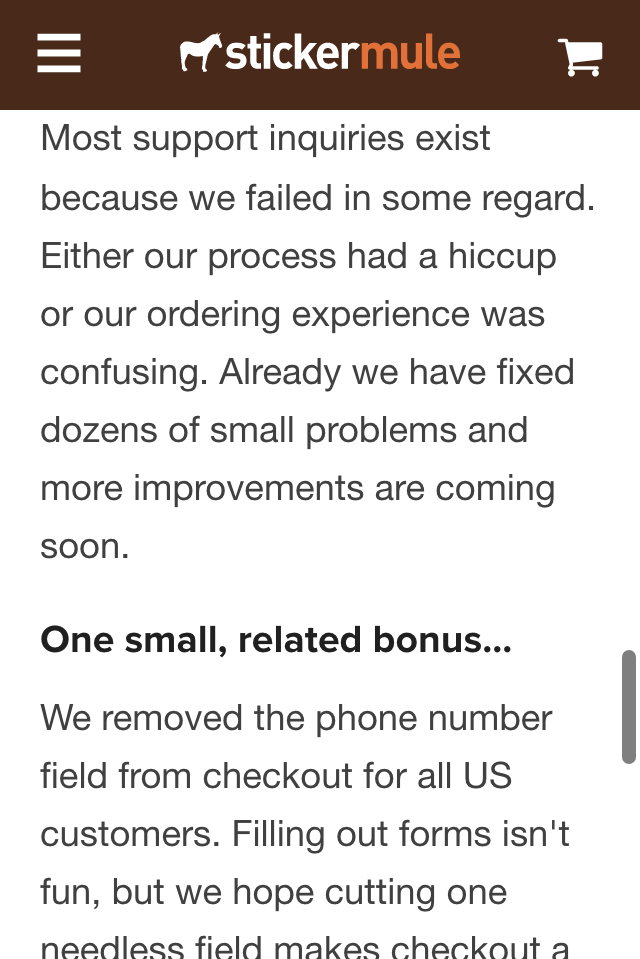 stickermule
Most support inquiries exist
because we failed in some regard.
Either our process had a hiccup
or our ordering experience was
confusing. Already we have fixed
dozens of small problems and
more improvements are coming
soon.
One small, related bonus...
We removed the phone number
field from checkout for all US
customers. Filling out forms isn't
fun, but we hope cutting one
needless field makes checkout a